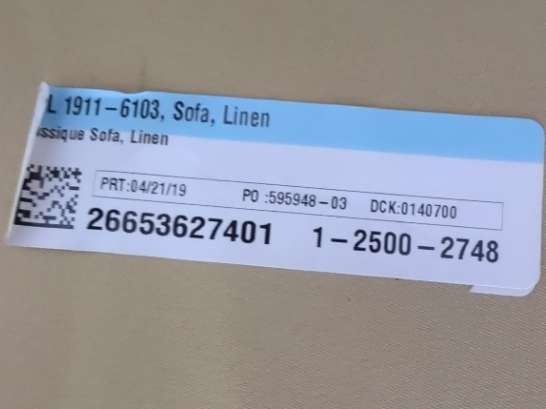 L 1911-6103, Sofa, Linen
ssique Sofa, Linen
PRT:04/21/19 PO :595948-03 DCK:0140700
26653627401 1-2500-2748